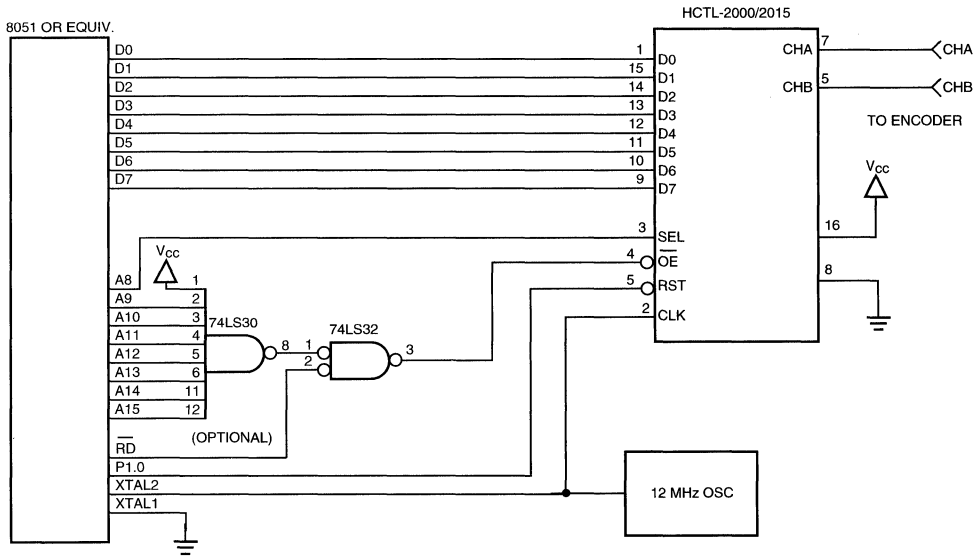 HCTL-2000/2015
8051 OR EQUIV.
D0
D1
D2
D3
D4
D5
D6
D7
1
15
14
13
12
11
10
9
D0
D1
D2
D3
D4
D5
D6
D7
CHA
7
CHA
CHB
5
CHB
TO ENCODER
VCC
16
8
3
SEL
4
OE
5
RST
2
CLK
VCC
A8
A9
A10
A11
A12
A13
A14
A15
1
2
3
4
5
6
11
12
74LS30
8
74LS32
1
2
3
(OPTIONAL)
RD
P1.0
XTAL2
XTAL1
12 MHz OSC